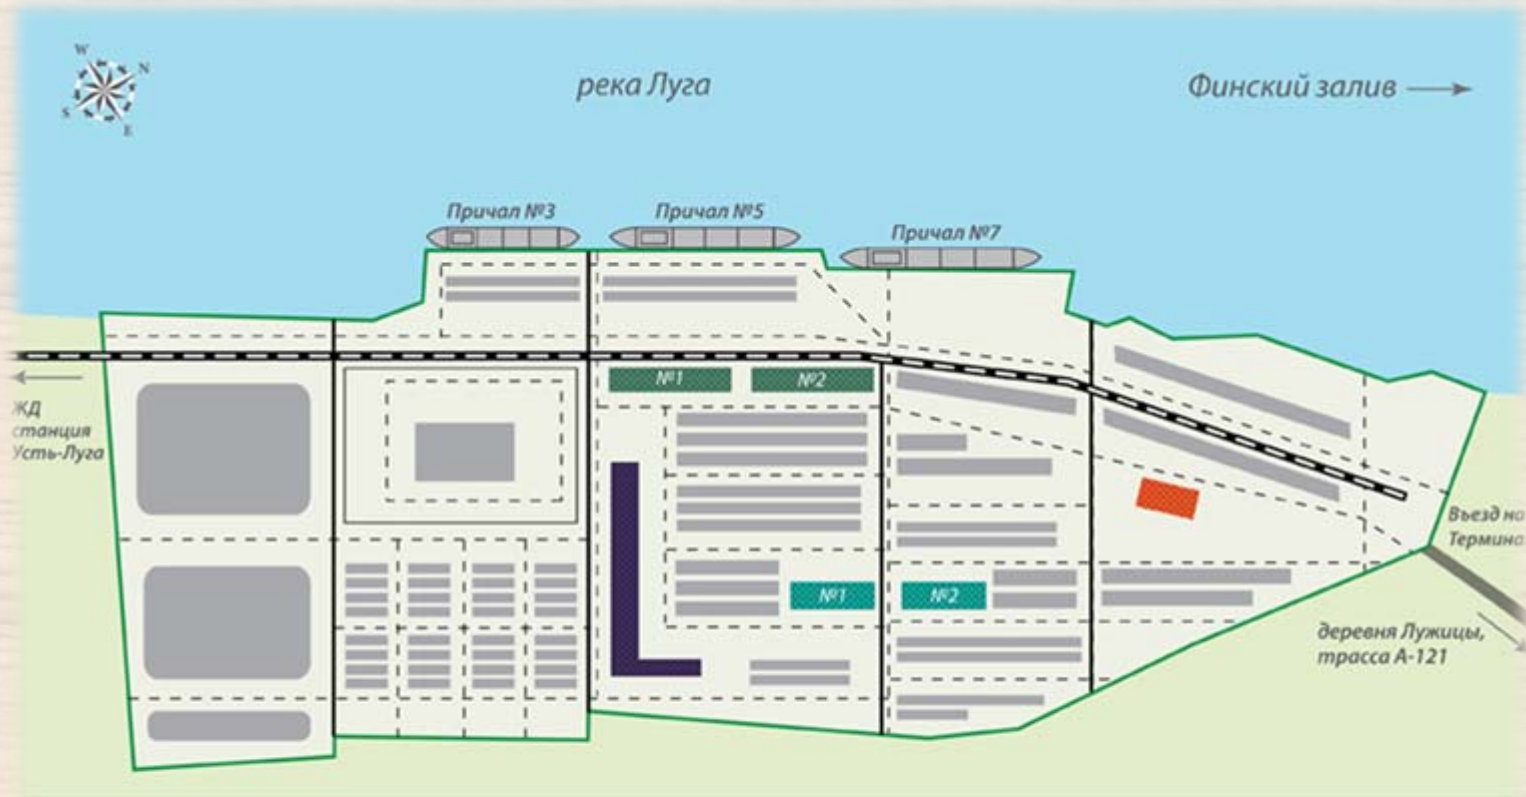 W
N
S
E
река Луга
Финский залив
Причал №3
Причал №5
Причал №7
ЖД
станция
Усть-Луга
№1
№2
№1
№2
Въезд на
Термина
деревня Лужицы,
трасса А-121